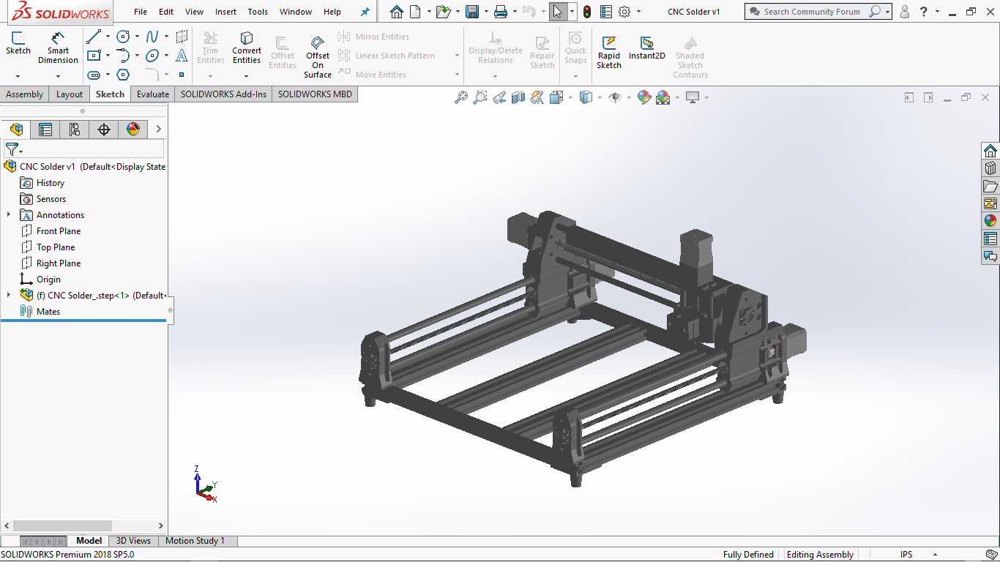 SOLIDWORKS
File Edit View Insert Tools Window Help
CNC Solder v1
Search Community Forum
?
Sketch
Smart Dimension
Trim Entities
Convert Entities
Offset Entities
Offset On Surface
Mirror Entities
Linear Sketch Pattern
Move Entities
Display/Delete Relations
Repair Sketch
Quick Snaps
Rapid Sketch
Instant2D
Shaded Sketch Contours
Assembly Layout Sketch Evaluate SOLIDWORKS Add-Ins SOLIDWORKS MBD
CNC Solder v1 (Default<Display State
History
Sensors
Annotations
Front Plane
Top Plane
Right Plane
Origin
(f) CNC Solder_.step<1> (Default<
Mates
Z
Y
X
Model 3D Views Motion Study 1
SOLIDWORKS Premium 2018 SP5.0
Fully Defined Editing Assembly IPS